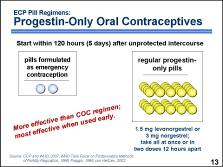 ECP Pill Regimens:
Progestin-Only Oral Contraceptives
Start within 120 hours (5 days) after unprotected intercourse
pills formulated
as emergency
contraception
regular progestin-
only pills
More effective than COC regimen;
most effective when used early.
1.5 mg levonorgestrel or
3 mg norgestrel;
take all at once or in
two doses 12 hours apart
13